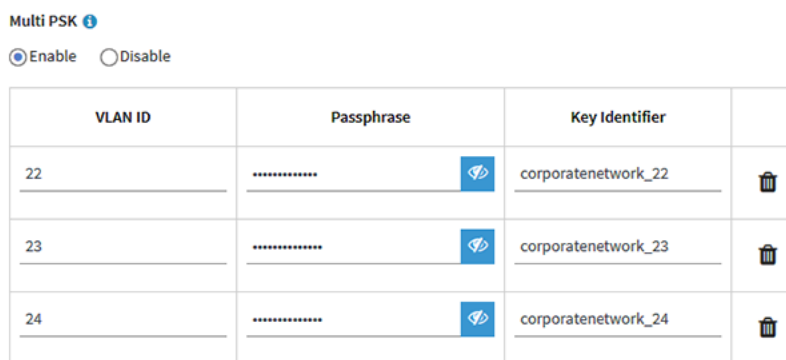 Multi PSK
Enable Disable
VLAN ID Passphrase Key Identifier
22 ············· corporatenetwork_22
23 ·············· corporatenetwork_23
24 ·············· corporatenetwork_24